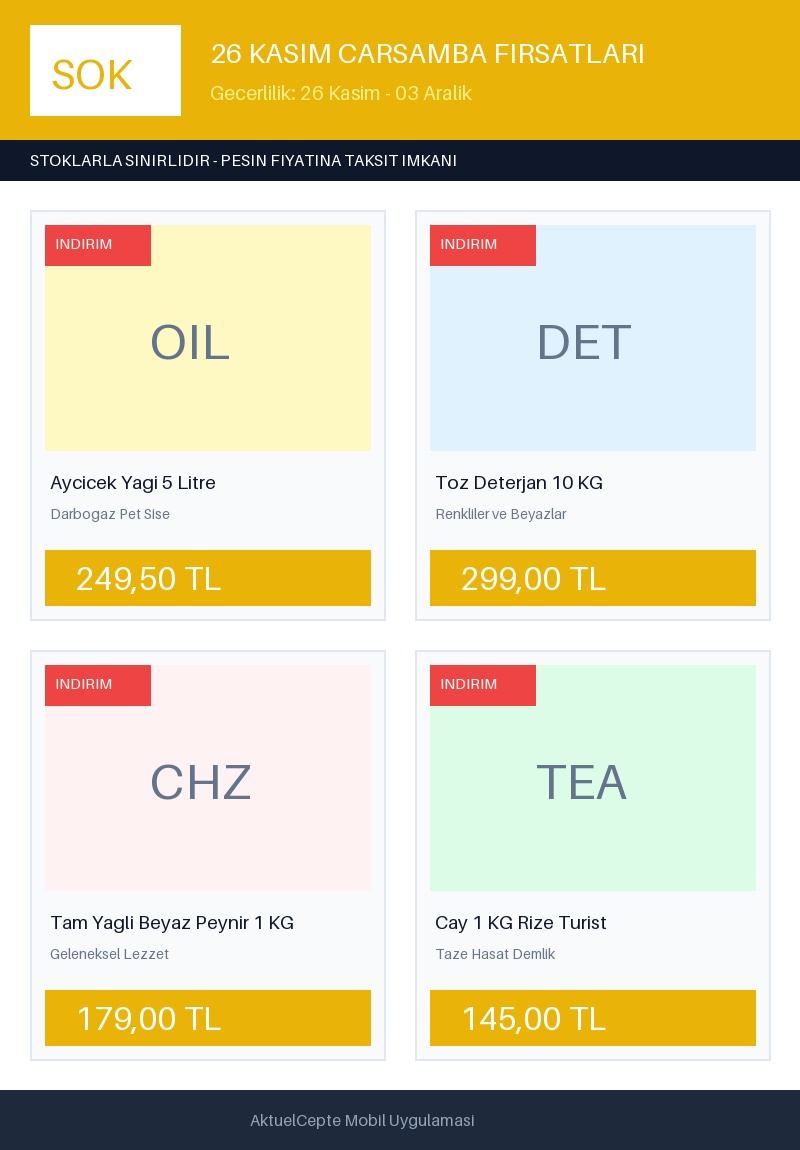 SOK
26 KASIM CARSAMBA FIRSATLARI
Gecerlilik: 26 Kasim - 03 Aralik
STOKLARLA SINIRLIDIR - PESIN FIYATINA TAKSIT IMKANI
INDIRIM
OIL
Aycicek Yagi 5 Litre
Darbogaz Pet Sise
249,50 TL
INDIRIM
DET
Toz Deterjan 10 KG
Renkliler ve Beyazlar
299,00 TL
INDIRIM
CHZ
Tam Yagli Beyaz Peynir 1 KG
Geleneksel Lezzet
179,00 TL
INDIRIM
TEA
Cay 1 KG Rize Turist
Taze Hasat Demlik
145,00 TL
AktuelCepte Mobil Uygulamasi